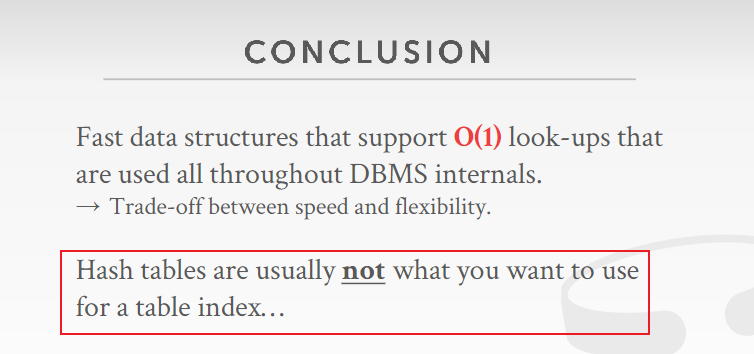 CONCLUSION
Fast data structures that support O(1) look-ups that
are used all throughout DBMS internals.
→ Trade-off between speed and flexibility.
Hash tables are usually not what you want to use
for a table index…